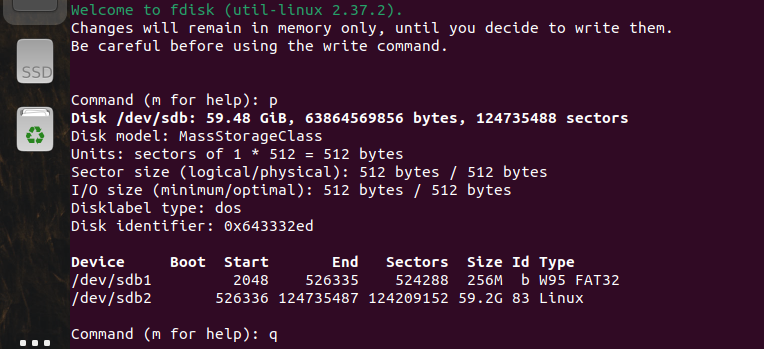 Welcome to fdisk (util-linux 2.37.2).
Changes will remain in memory only, until you decide to write them.
Be careful before using the write command.
SSD
Command (m for help): p
Disk /dev/sdb: 59.48 GiB, 63864569856 bytes, 124735488 sectors
Disk model: MassStorageClass
Units: sectors of 1 * 512 = 512 bytes
Sector size (logical/physical): 512 bytes / 512 bytes
I/O size (minimum/optimal): 512 bytes / 512 bytes
Disklabel type: dos
Disk identifier: 0x643332ed
Device     Boot  Start       End   Sectors  Size Id Type
/dev/sdb1         2048    526335    524288  256M  b W95 FAT32
/dev/sdb2       526336 124735487 124209152 59.2G 83 Linux
Command (m for help): q